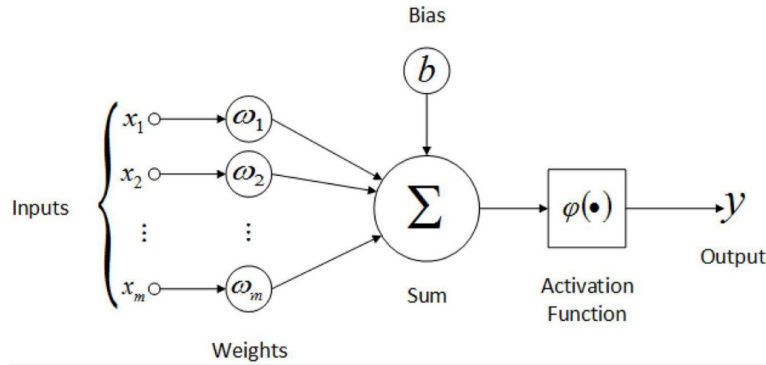 Bias
b
x₁ ω₁
x₂ ω₂
Inputs
⋮ ⋮
xₘ ωₘ
Σ
φ(•)
y
Output
Sum
Activation
Function
Weights